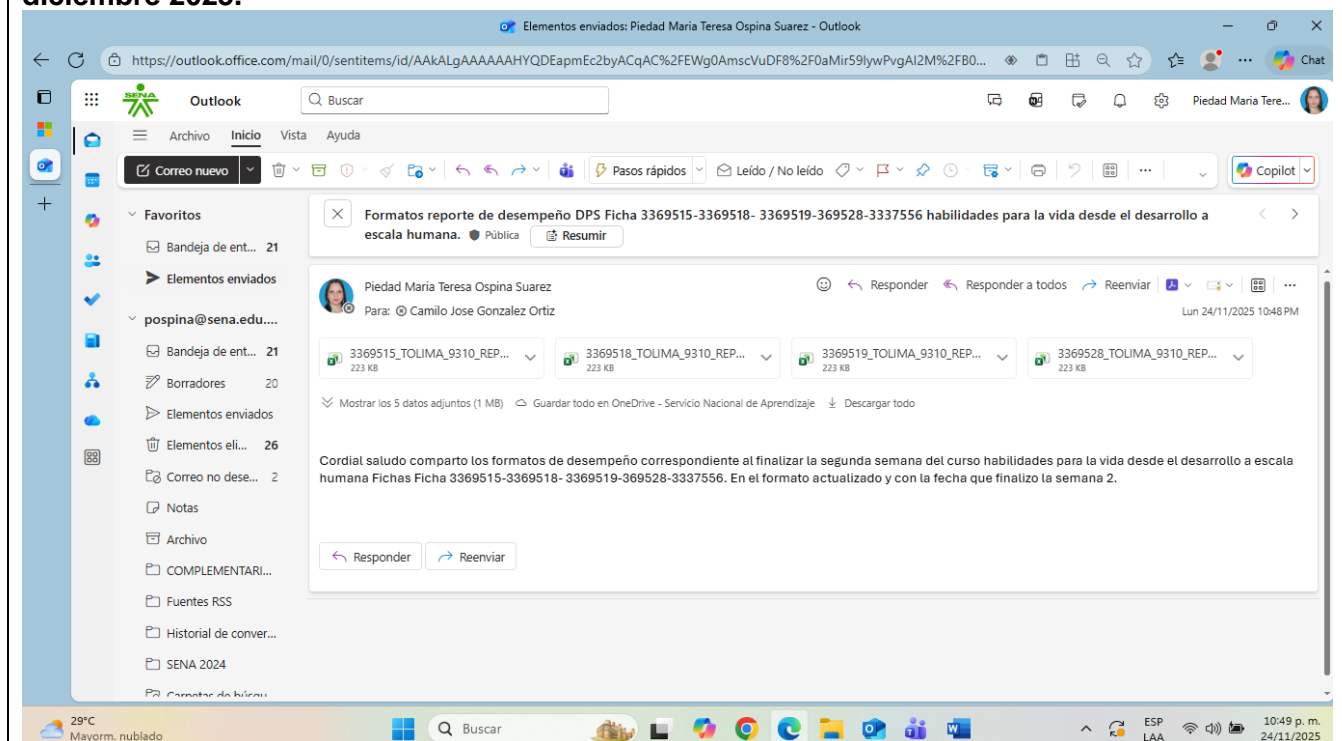 diciembre 2025.
Elementos enviados: Piedad Maria Teresa Ospina Suarez - Outlook
https://outlook.office.com/mail/0/sentitems/id/AAkALgAAAAAAHYQDEapmEc2byACqAC%2FEWg0AmscVuDF8%2F0aMir59lywPvgAI2M%2FB0...
Chat
SENA
Outlook
Buscar
Piedad Maria Tere...
Archivo Inicio Vista Ayuda
Correo nuevo
Pasos rápidos
Leído / No leído
Copilot
Favoritos
Bandeja de ent... 21
Elementos enviados
pospina@sena.edu....
Bandeja de ent... 21
Borradores 20
Elementos enviados
Elementos eli... 26
Correo no dese... 2
Notas
Archivo
COMPLEMENTARI...
Fuentes RSS
Historial de conver...
SENA 2024
Carpetas de búsqu...
Formatos reporte de desempeño DPS Ficha 3369515-3369518- 3369519-369528-3337556 habilidades para la vida desde el desarrollo a
escala humana. Pública Resumir
Piedad Maria Teresa Ospina Suarez
Responder Responder a todos Reenviar
Para: Camilo Jose Gonzalez Ortiz
Lun 24/11/2025 10:48 PM
3369515_TOLIMA_9310_REP...
223 KB
3369518_TOLIMA_9310_REP...
223 KB
3369519_TOLIMA_9310_REP...
223 KB
3369528_TOLIMA_9310_REP...
223 KB
Mostrar los 5 datos adjuntos (1 MB) Guardar todo en OneDrive - Servicio Nacional de Aprendizaje Descargar todo
Cordial saludo comparto los formatos de desempeño correspondiente al finalizar la segunda semana del curso habilidades para la vida desde el desarrollo a escala
humana Fichas Ficha 3369515-3369518- 3369519-369528-3337556. En el formato actualizado y con la fecha que finalizo la semana 2.
Responder Reenviar
29°C
Mayorm. nublado
Buscar
ESP
LAA
10:49 p. m.
24/11/2025